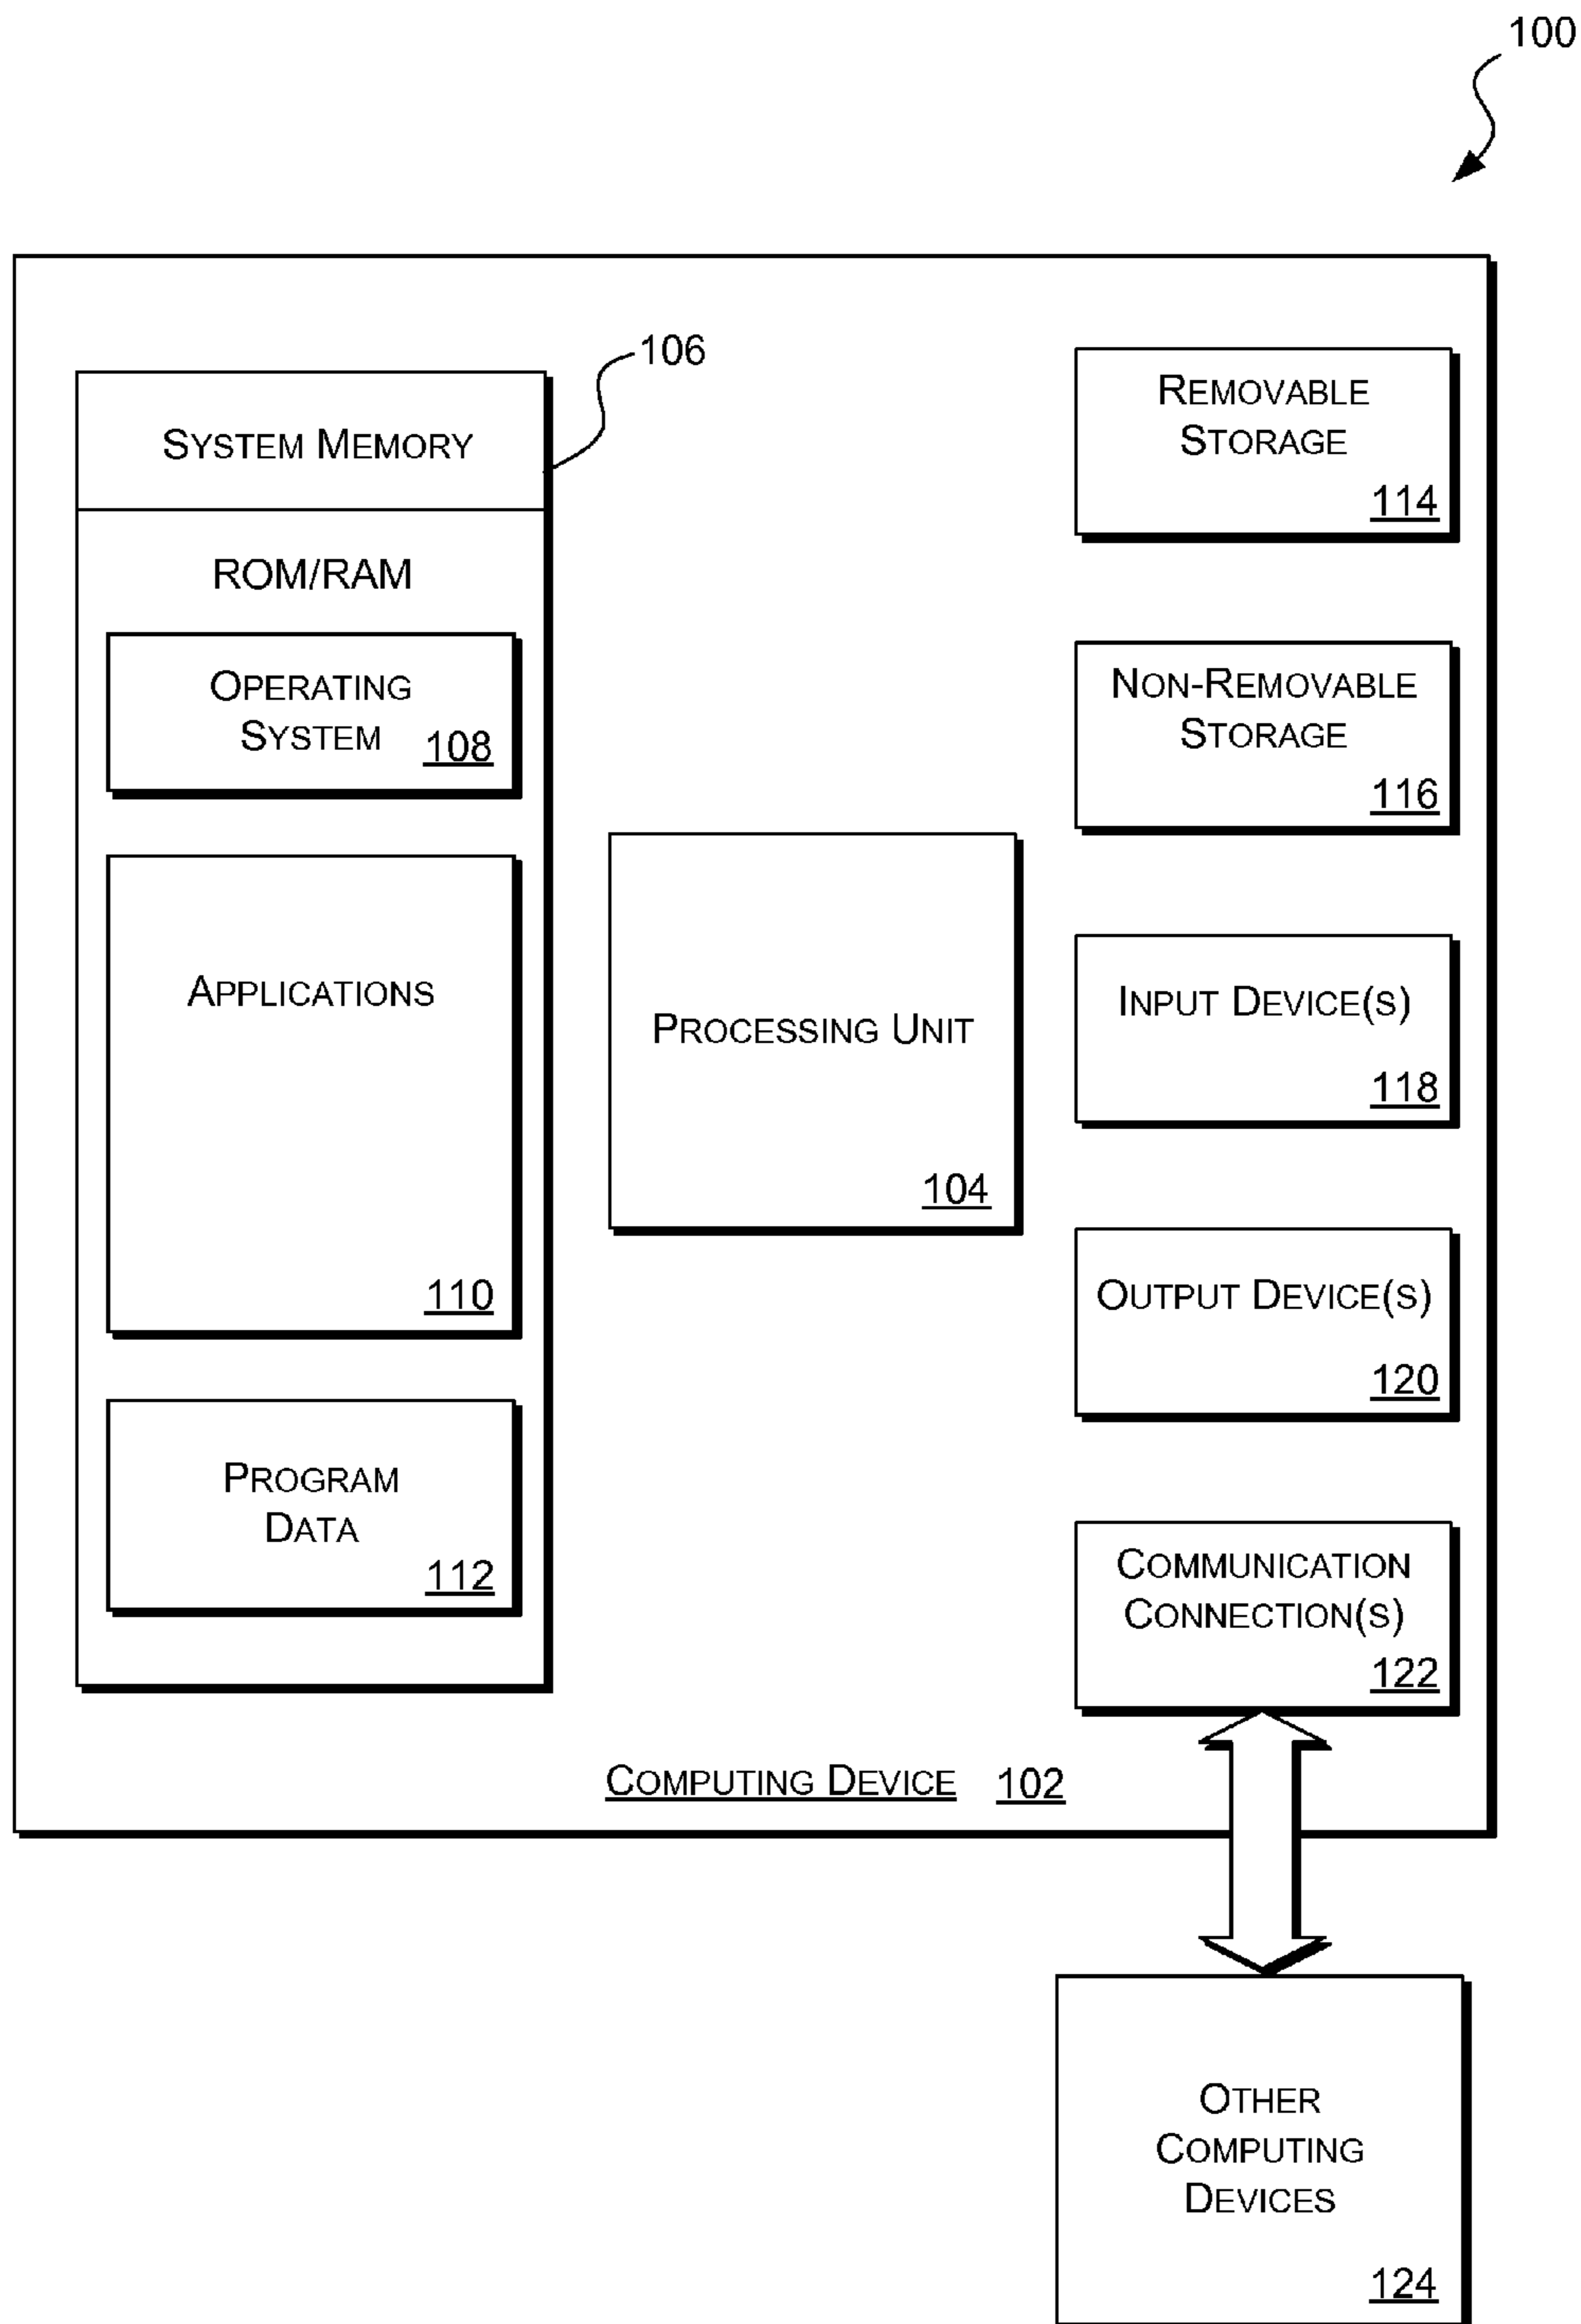 100
106
SYSTEM MEMORY
ROM/RAM
OPERATING
SYSTEM 108
APPLICATIONS
110
PROGRAM
DATA
112
PROCESSING UNIT
104
REMOVABLE
STORAGE
114
NON-REMOVABLE
STORAGE
116
INPUT DEVICE(S)
118
OUTPUT DEVICE(S)
120
COMMUNICATION
CONNECTION(S)
122
COMPUTING DEVICE 102
OTHER
COMPUTING
DEVICES
124